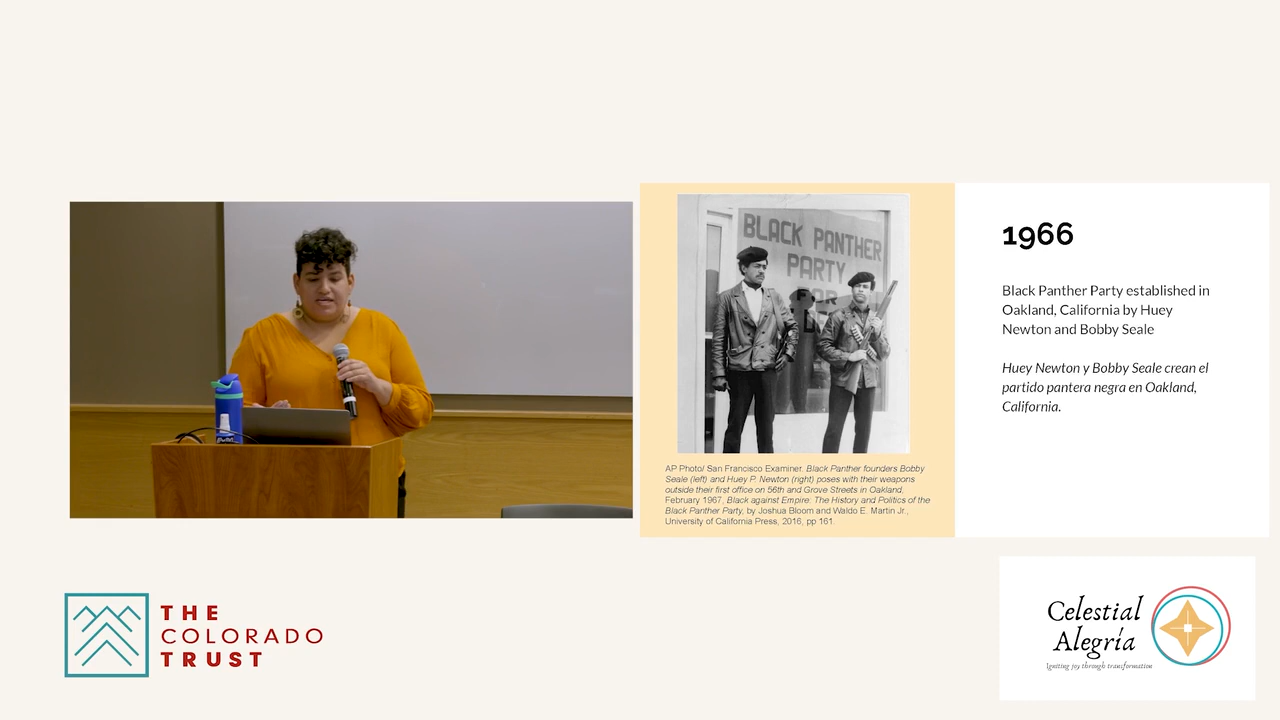 BLACK PANTHER
PARTY
FOR
1966
Black Panther Party established in
Oakland, California by Huey
Newton and Bobby Seale
Huey Newton y Bobby Seale crean el
partido pantera negra en Oakland,
California.
AP Photo/ San Francisco Examiner. Black Panther founders Bobby
Seale (left) and Huey P. Newton (right) poses with their weapons
outside their first office on 56th and Grove Streets in Oakland,
February 1967, Black against Empire: The History and Politics of the
Black Panther Party, by Joshua Bloom and Waldo E. Martin Jr.,
University of California Press, 2016, pp 161.
THE
COLORADO
TRUST
Celestial
Alegría
Igniting joy through transformation